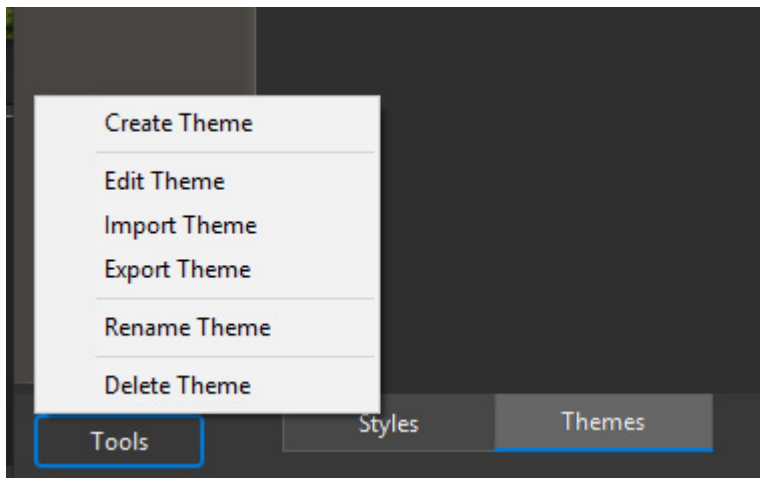 Create Theme
Edit Theme
Import Theme
Export Theme
Rename Theme
Delete Theme
Tools
Styles
Themes